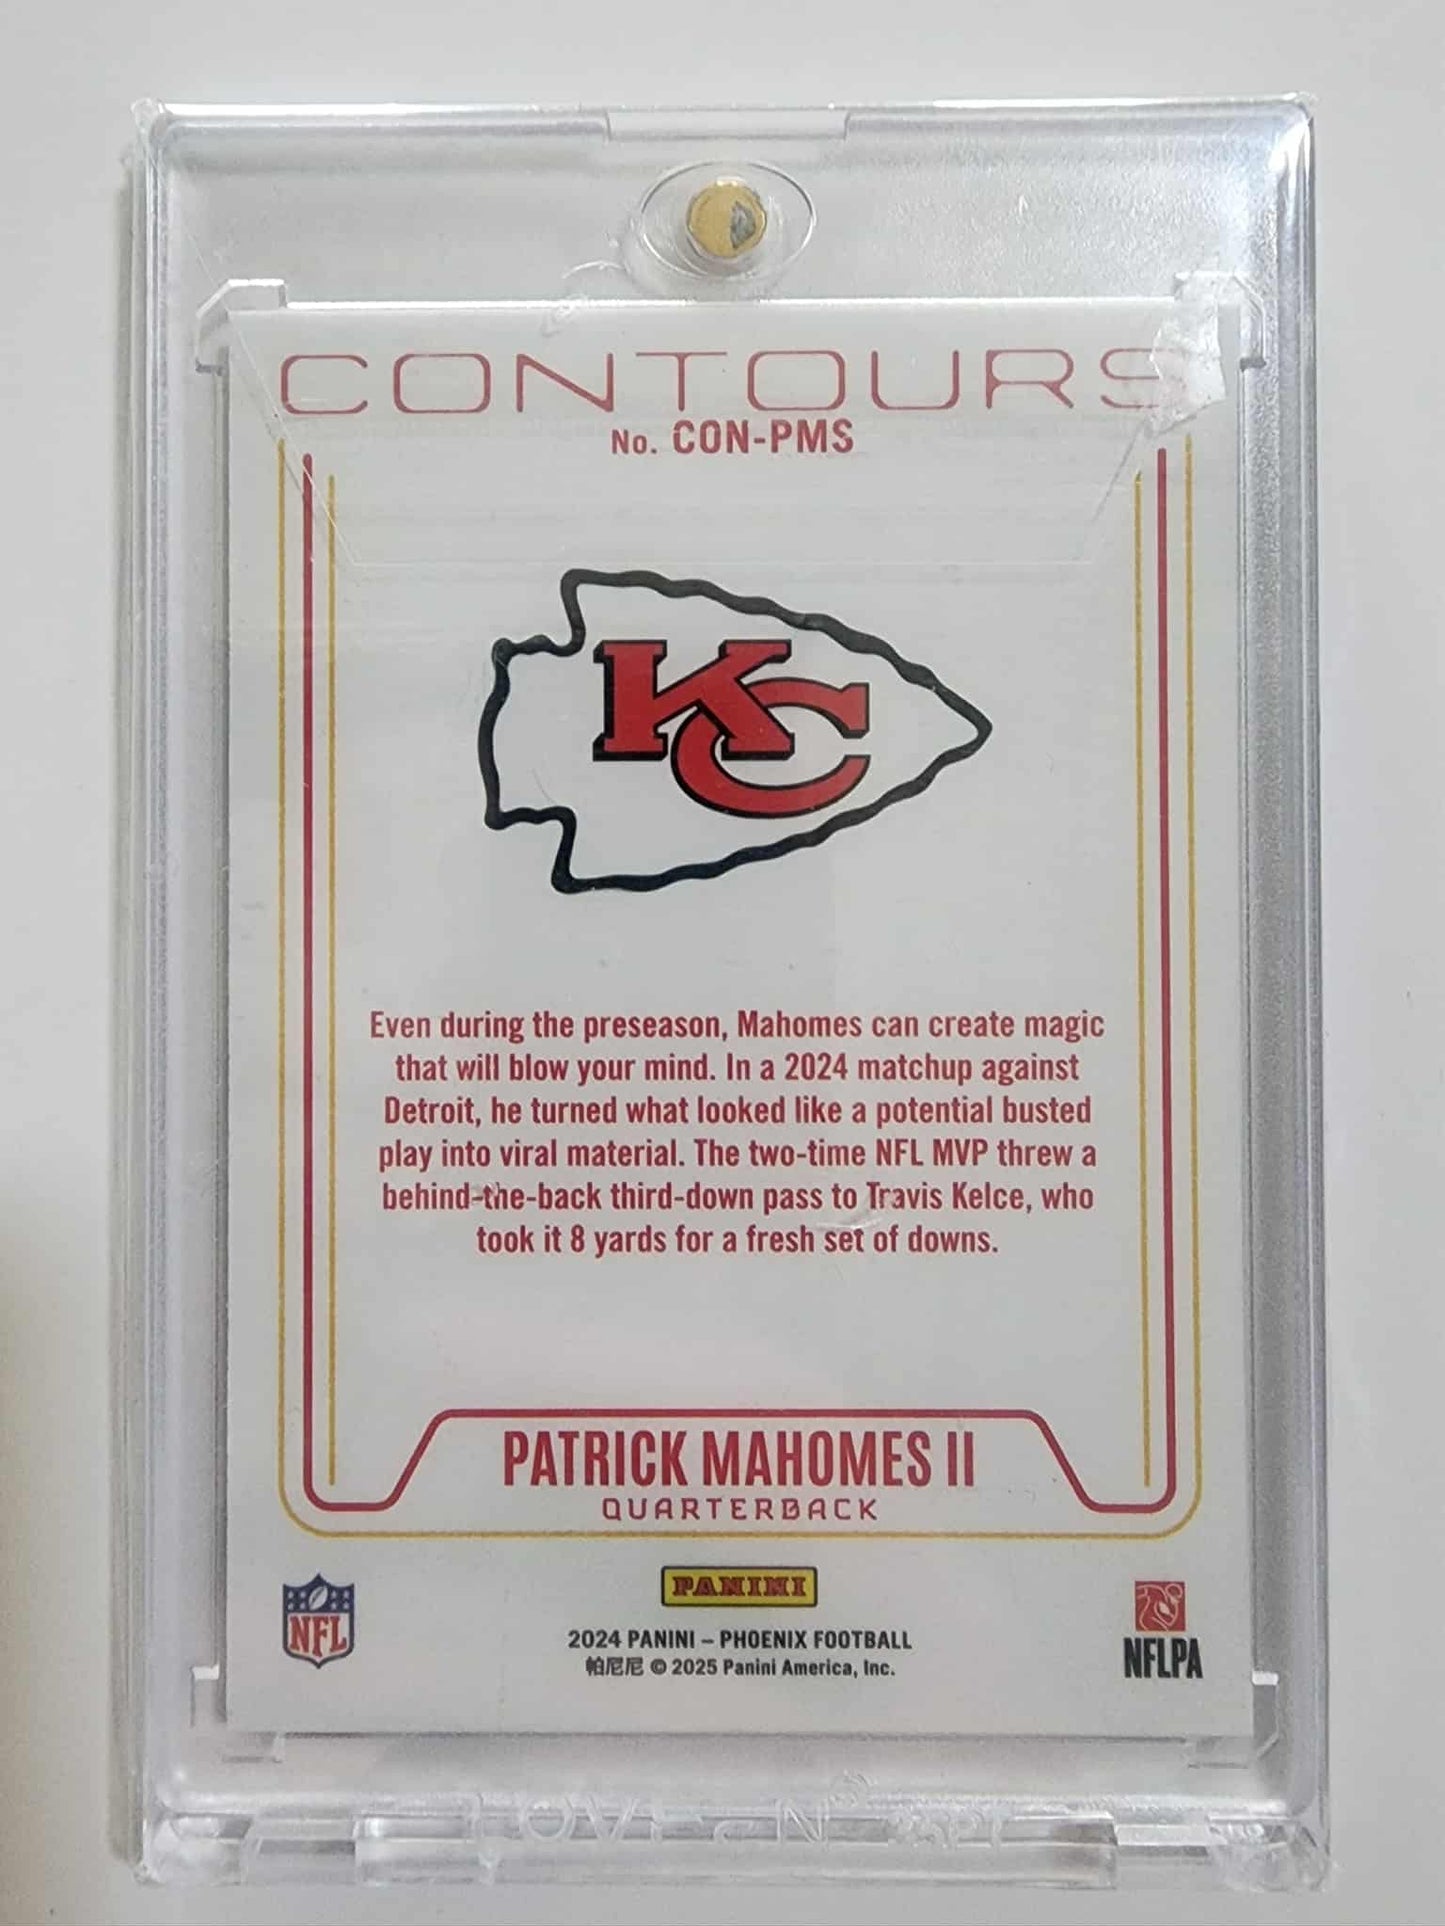 CONTOURS
No. CON-PMS
KC
Even during the preseason, Mahomes can create magic
that will blow your mind. In a 2024 matchup against
Detroit, he turned what looked like a potential busted
play into viral material. The two-time NFL MVP threw a
behind-the-back third-down pass to Travis Kelce, who
took it 8 yards for a fresh set of downs.
PATRICK MAHOMES II
QUARTERBACK
NFL
PANINI
NFLPA
2024 PANINI – PHOENIX FOOTBALL
帕尼尼 © 2025 Panini America, Inc.